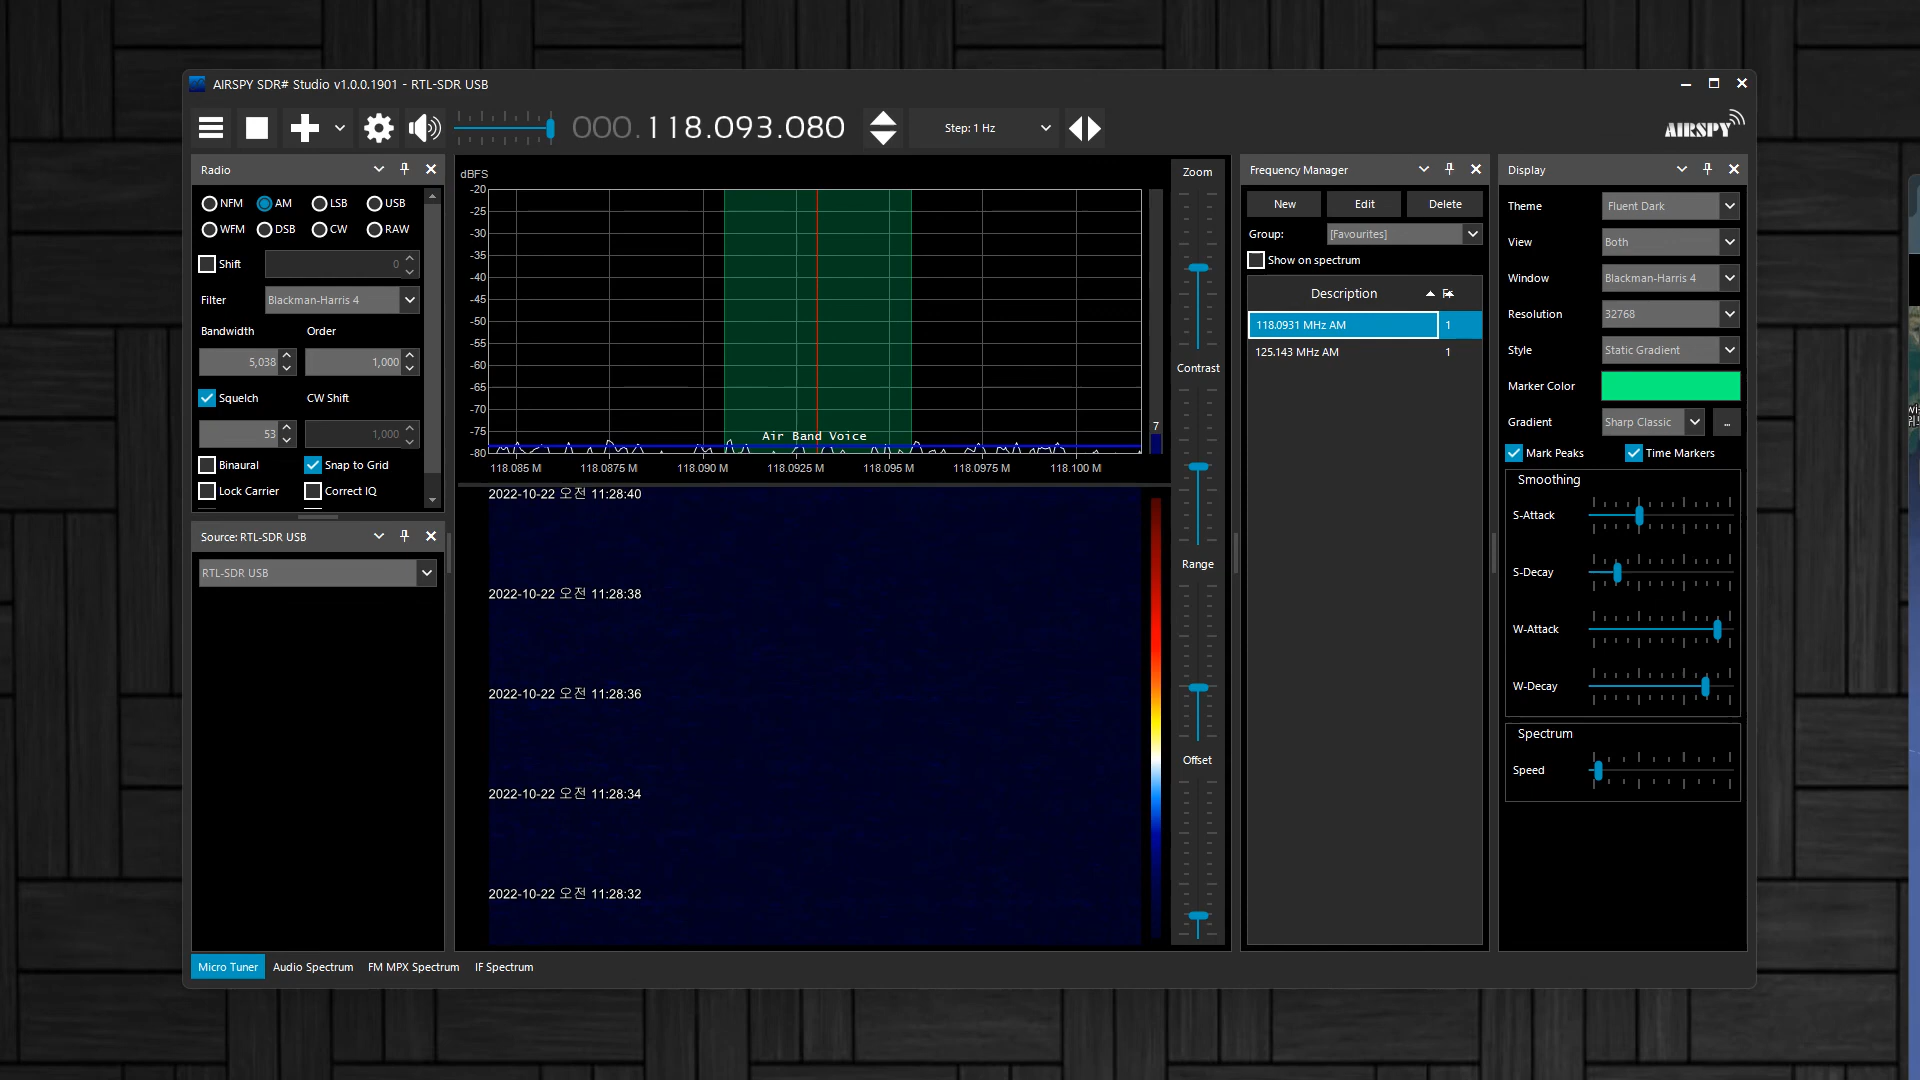 AIRSPY SDR# Studio v1.0.0.1901 - RTL-SDR USB
000.118.093.080
Step: 1 Hz
AIRSPY
Radio
NFM AM LSB USB
WFM DSB CW RAW
Shift 0
Filter Blackman-Harris 4
Bandwidth Order
5,038 1,000
Squelch CW Shift
53 1,000
Binaural Snap to Grid
Lock Carrier Correct IQ
Source: RTL-SDR USB
RTL-SDR USB
dBFS
-20
-25
-30
-35
-40
-45
-50
-55
-60
-65
-70
-75
-80
Air Band Voice
7
118.085 M 118.0875 M 118.090 M 118.0925 M 118.095 M 118.0975 M 118.100 M
2022-10-22 오전 11:28:40
2022-10-22 오전 11:28:38
2022-10-22 오전 11:28:36
2022-10-22 오전 11:28:34
2022-10-22 오전 11:28:32
Zoom
Contrast
Range
Offset
Frequency Manager
New Edit Delete
Group: [Favourites]
Show on spectrum
Description
118.0931 MHz AM 1
125.143 MHz AM 1
Display
Theme Fluent Dark
View Both
Window Blackman-Harris 4
Resolution 32768
Style Static Gradient
Marker Color
Gradient Sharp Classic ...
Mark Peaks Time Markers
Smoothing
S-Attack
S-Decay
W-Attack
W-Decay
Spectrum
Speed
Micro Tuner Audio Spectrum FM MPX Spectrum IF Spectrum